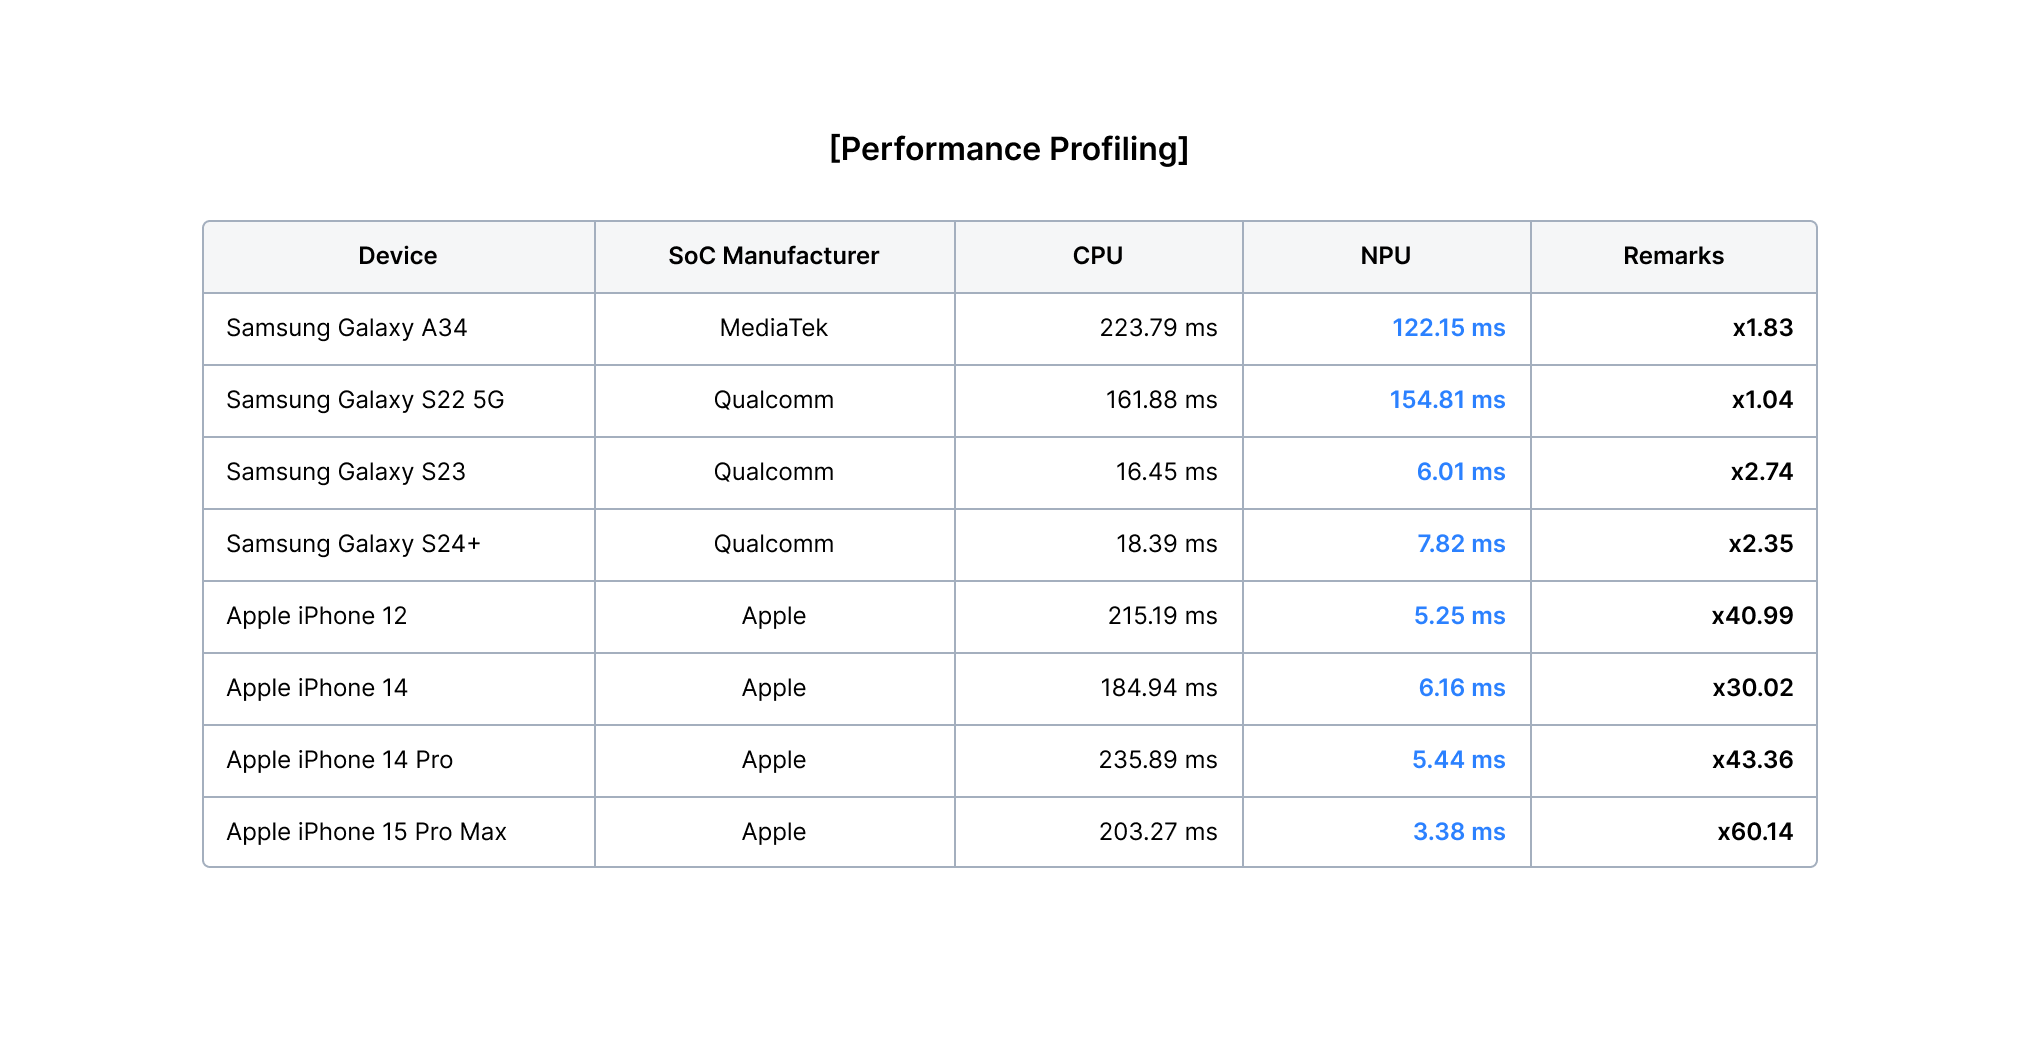 [Performance Profiling]
Device SoC Manufacturer CPU NPU Remarks
Samsung Galaxy A34 MediaTek 223.79 ms 122.15 ms x1.83
Samsung Galaxy S22 5G Qualcomm 161.88 ms 154.81 ms x1.04
Samsung Galaxy S23 Qualcomm 16.45 ms 6.01 ms x2.74
Samsung Galaxy S24+ Qualcomm 18.39 ms 7.82 ms x2.35
Apple iPhone 12 Apple 215.19 ms 5.25 ms x40.99
Apple iPhone 14 Apple 184.94 ms 6.16 ms x30.02
Apple iPhone 14 Pro Apple 235.89 ms 5.44 ms x43.36
Apple iPhone 15 Pro Max Apple 203.27 ms 3.38 ms x60.14